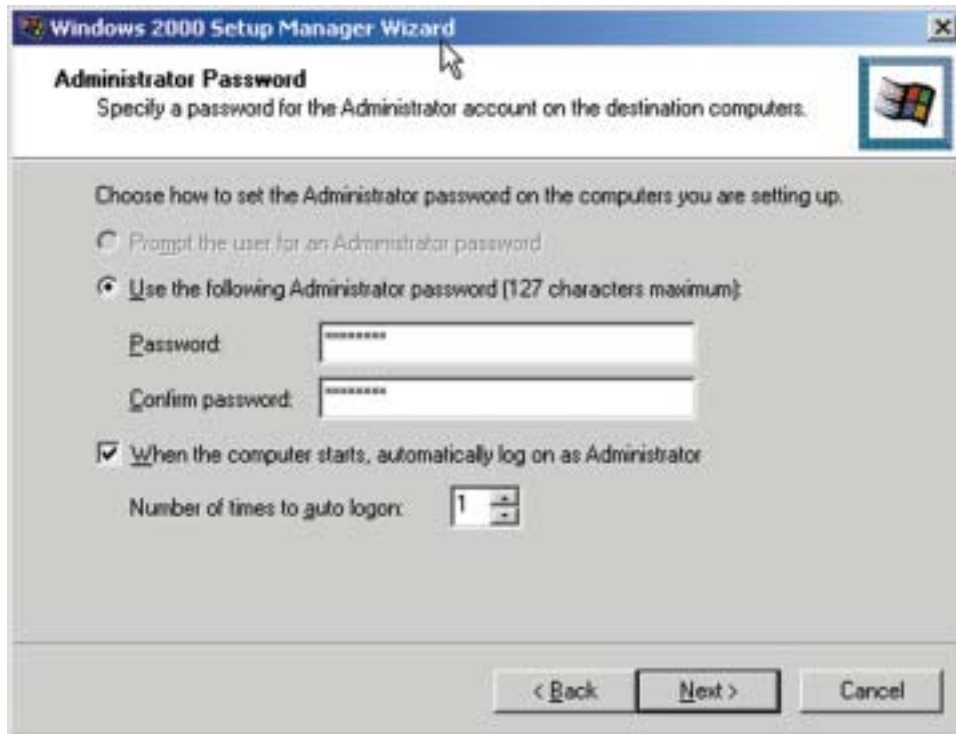 Windows 2000 Setup Manager Wizard
Administrator Password
Specify a password for the Administrator account on the destination computers.
Choose how to set the Administrator password on the computers you are setting up.
Prompt the user for an Administrator password
Use the following Administrator password (127 characters maximum):
Password: ********
Confirm password: ********
When the computer starts, automatically log on as Administrator
Number of times to auto logon: 1
< Back
Next >
Cancel